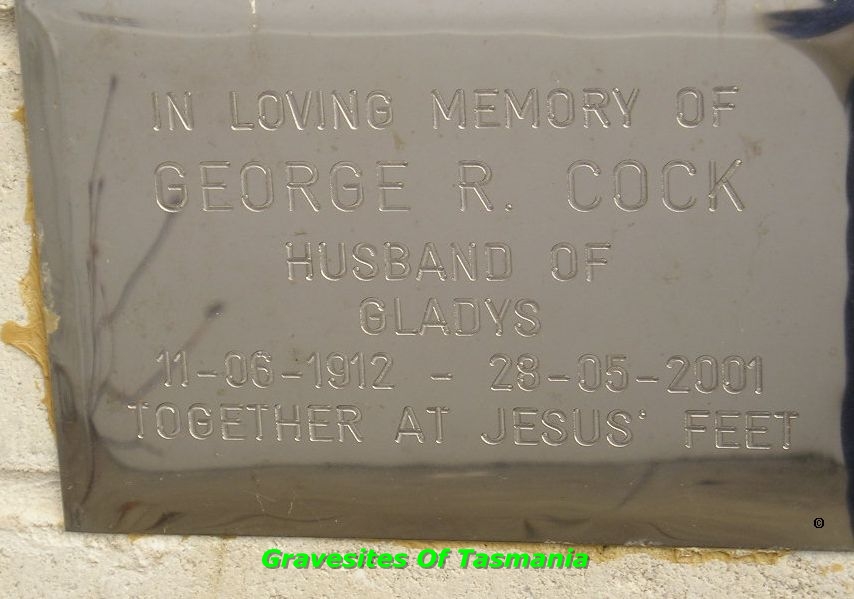 IN LOVING MEMORY OF
GEORGE R. COCK
HUSBAND OF
GLADYS
11-06-1912 - 28-05-2001
TOGETHER AT JESUS' FEET
©
Gravesites Of Tasmania